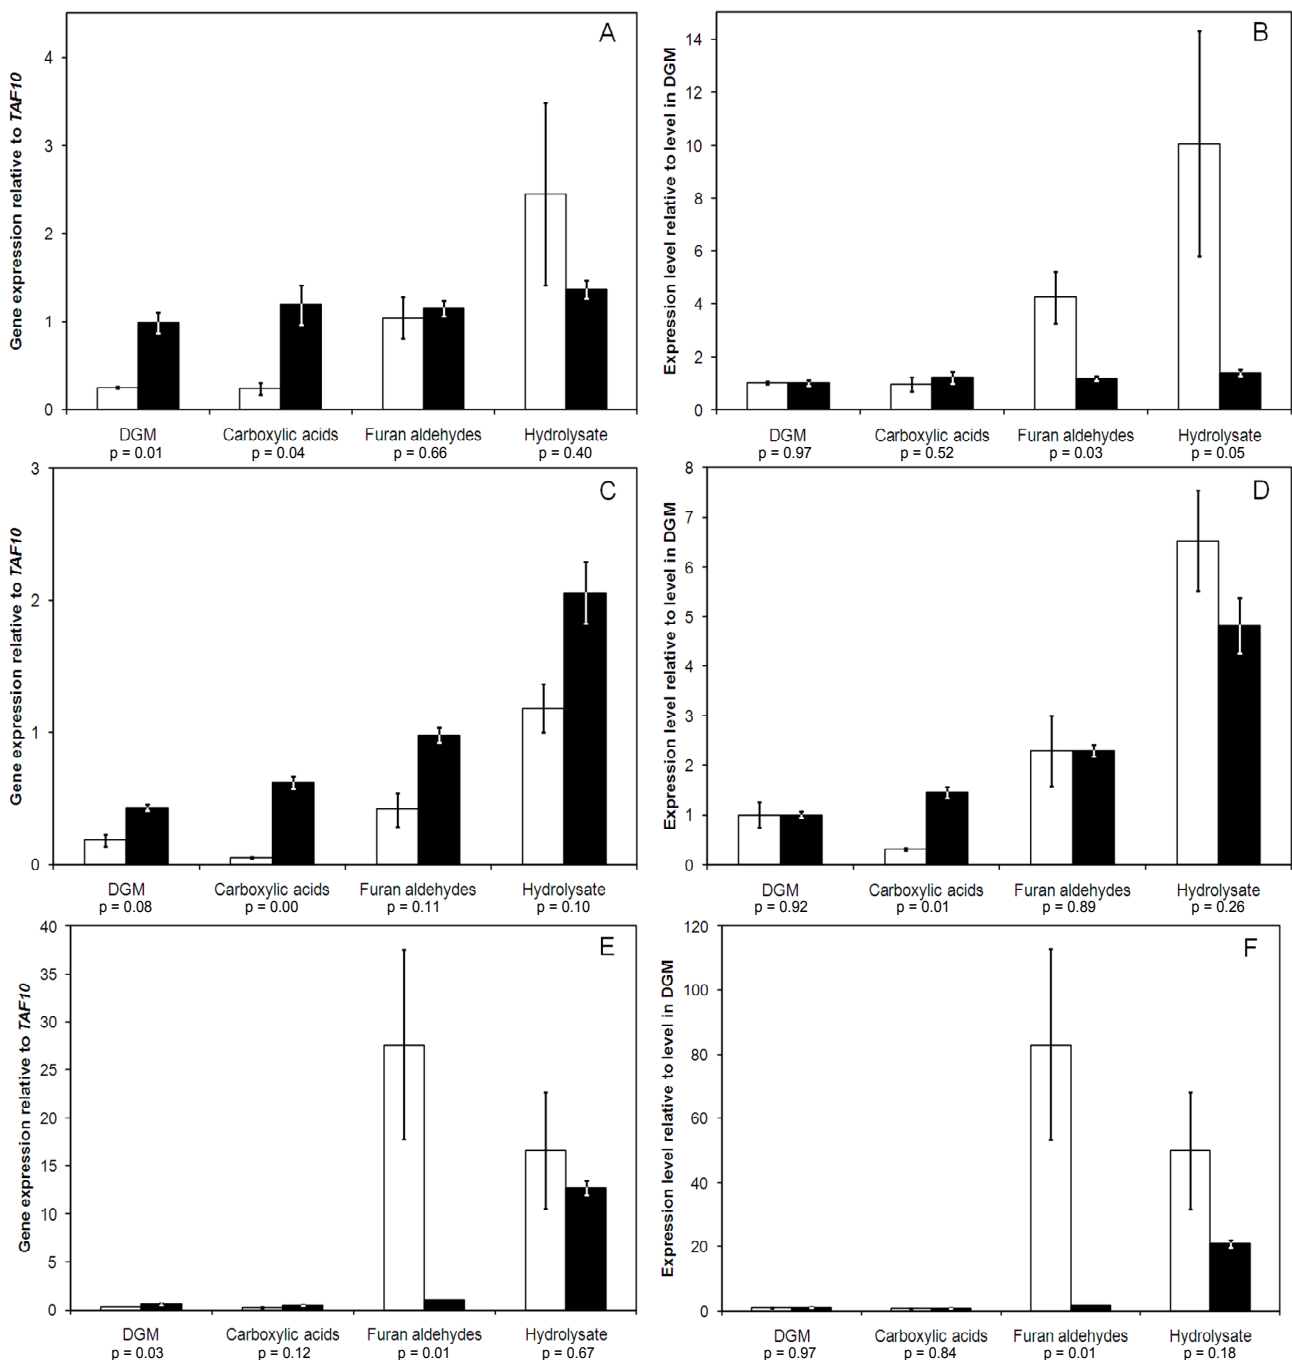 A
Gene expression relative to TAF10
4
3
2
1
0
DGM Carboxylic acids Furan aldehydes Hydrolysate
p = 0.01 p = 0.04 p = 0.66 p = 0.40
B
Expression level relative to level in DGM
14
12
10
8
6
4
2
0
DGM Carboxylic acids Furan aldehydes Hydrolysate
p = 0.97 p = 0.52 p = 0.03 p = 0.05
C
Gene expression relative to TAF10
3
2
1
0
DGM Carboxylic acids Furan aldehydes Hydrolysate
p = 0.08 p = 0.00 p = 0.11 p = 0.10
D
Expression level relative to level in DGM
8
7
6
5
4
3
2
1
0
DGM Carboxylic acids Furan aldehydes Hydrolysate
p = 0.92 p = 0.01 p = 0.89 p = 0.26
E
Gene expression relative to TAF10
40
35
30
25
20
15
10
5
0
DGM Carboxylic acids Furan aldehydes Hydrolysate
p = 0.03 p = 0.12 p = 0.01 p = 0.67
F
Expression level relative to level in DGM
120
100
80
60
40
20
0
DGM Carboxylic acids Furan aldehydes Hydrolysate
p = 0.97 p = 0.84 p = 0.01 p = 0.18